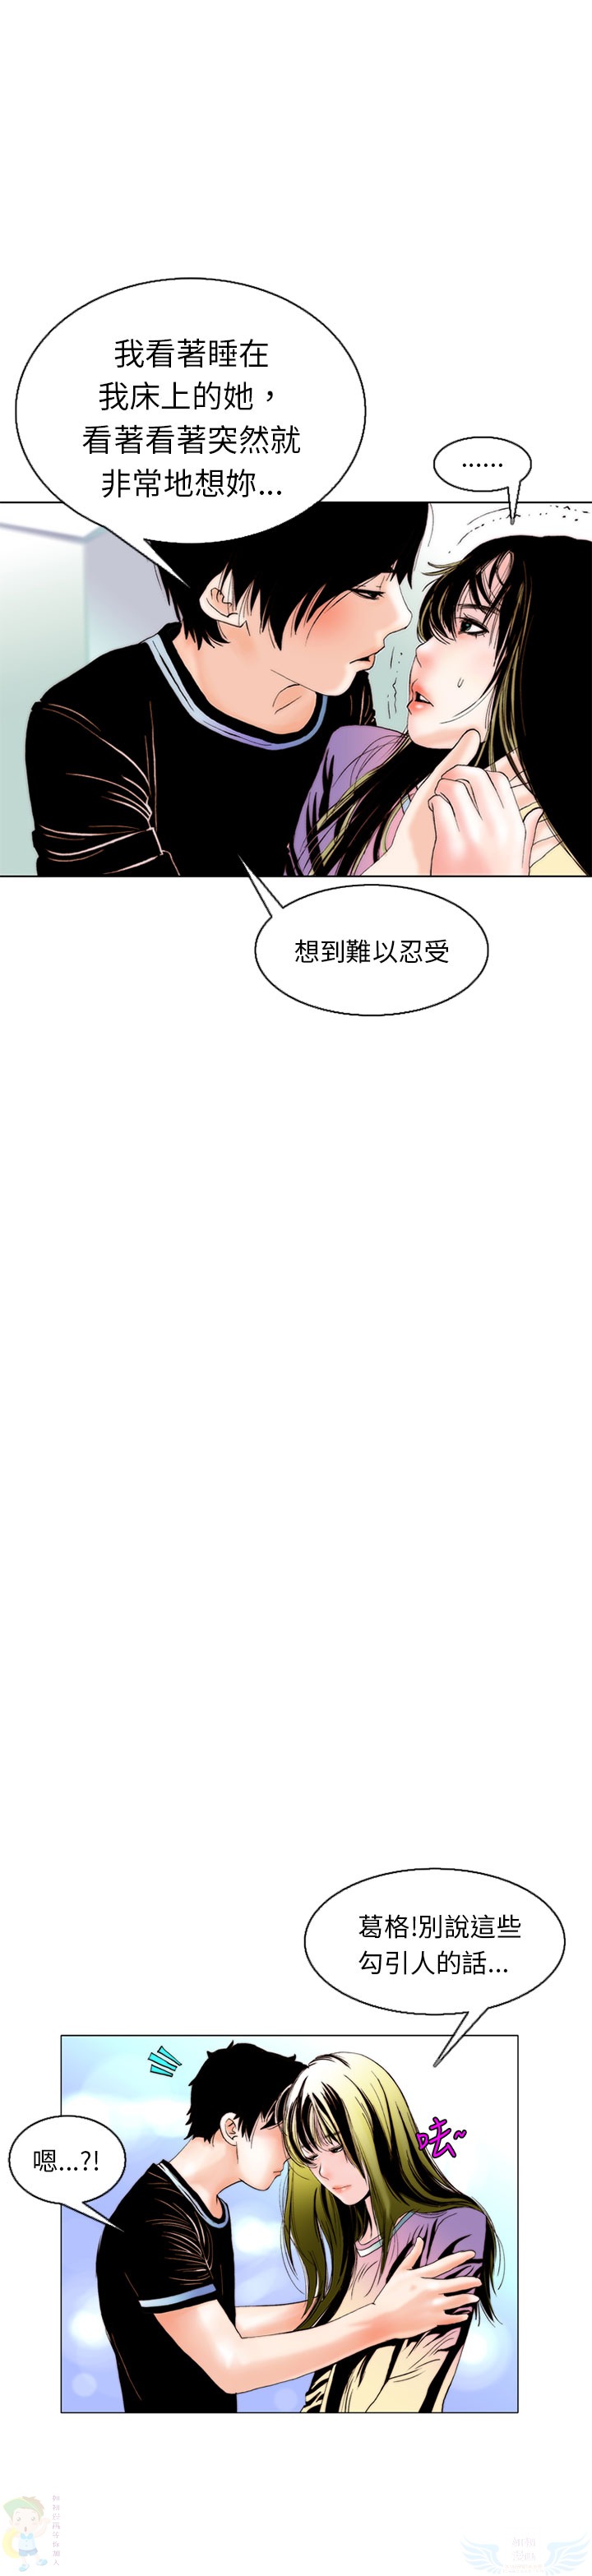 我看著睡在
我床上的她，
看著看著突然就
非常地想妳...
......
想到難以忍受
葛格!別說這些
勾引人的話...
呿~
嗯...?!